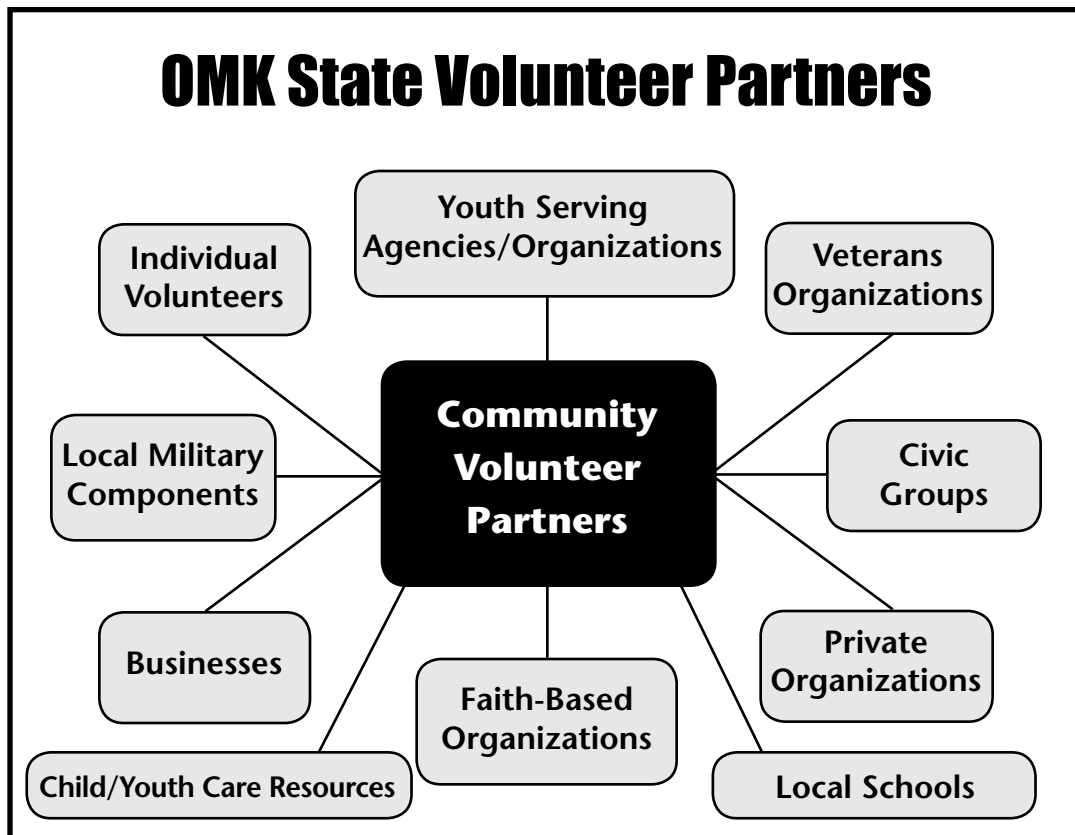 OMK State Volunteer Partners
Youth Serving
Agencies/Organizations
Individual
Volunteers
Veterans
Organizations
Community
Volunteer
Partners
Local Military
Components
Civic
Groups
Businesses
Private
Organizations
Faith-Based
Organizations
Child/Youth Care Resources
Local Schools